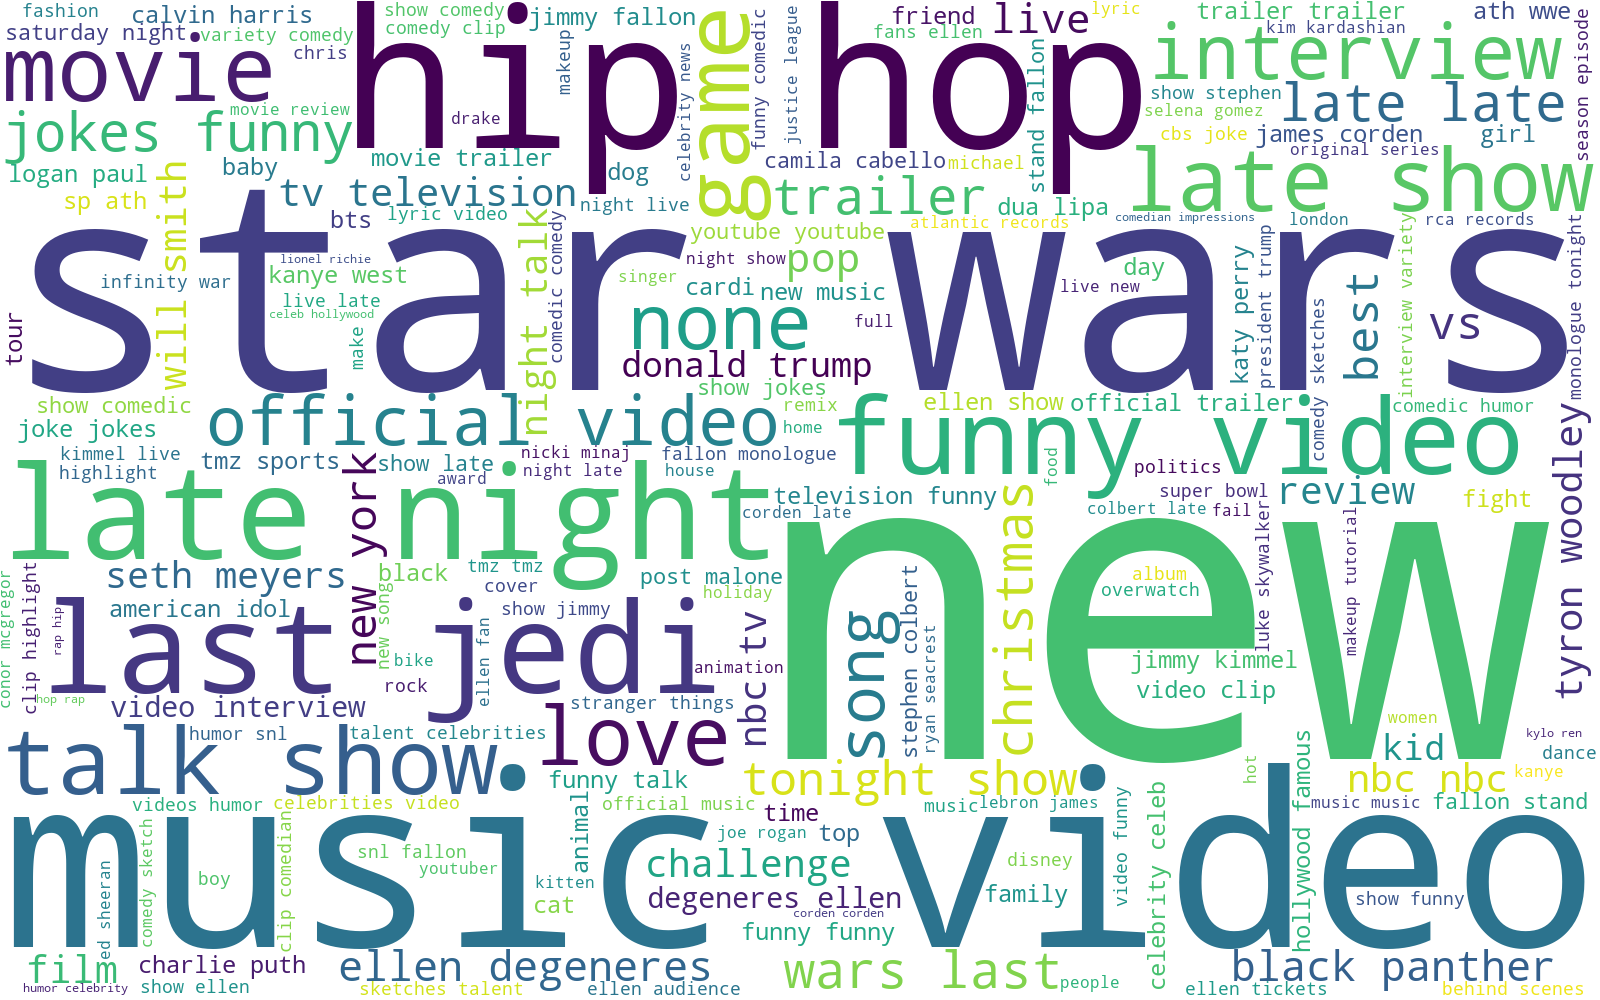 fashion
calvin harris
show comedy
comedy clip
jimmy fallon
hip hop
game
friend
live
lyric
trailer trailer
ath wwe
saturday night
variety comedy
chris
makeup
celebrity news
funny comedic
justice league
fans ellen
stand fallon
kim kardashian
season episode
movie
interview
movie review
drake
show stephen
late late
selena gomez
jokes funny
cbs joke
james corden
girl
logan paul
baby
movie trailer
dog
camila cabello
michael
original series
late show
sp ath
will smith
tv television
night live
trailer
dua lipa
bts
lyric video
night talk
comedic comedy
youtube youtube
atlantic records
comedian impressions
london
interview variety
rca records
monologue tonight
star wars
lionel richie
infinity war
kanye west
singer
night show
pop
day
katy perry
president trump
live late
celeb hollywood
cardi
new music
live new
comedy sketches
best
vs
tour
make
none
full
donald trump
show jokes
show comedic
official video
remix
ellen show
official trailer
comedic humor
joke jokes
home
funny video
tyron woodley
kimmel live
highlight
tmz sports
new york
show late
nicki minaj
night late
fallon monologue
house
food
politics
award
late night
television funny
christmas
super bowl
review
fight
corden late
colbert late
fail
luke skywalker
makeup tutorial
new
conor mcgregor
clip highlight
seth meyers
black
tmz tmz
cover
post malone
stephen colbert
album
overwatch
american idol
rap hip
new song
show jimmy
holiday
last jedi
ellen fan
nbc tv
song
ryan seacrest
bike
animation
jimmy kimmel
rock
video clip
hop rap
video interview
stranger things
love
women
kylo ren
humor snl
talent celebrities
kid
dance
talk show
funny talk
tonight show
hot
hollywood famous
nbc nbc
kanye
videos humor
celebrities video
official music
time
music
lebron james
celebrity celeb
video funny
music music
fallon stand
music video
comedy sketch
clip comedian
animal
joe rogan
top
snl fallon
youtuber
challenge
disney
boy
kitten
cat
degeneres ellen
family
show funny
ed sheeran
corden corden
funny funny
film
charlie puth
ellen degeneres
wars last
black panther
humor celebrity
show ellen
sketches talent
ellen audience
people
ellen tickets
behind scenes